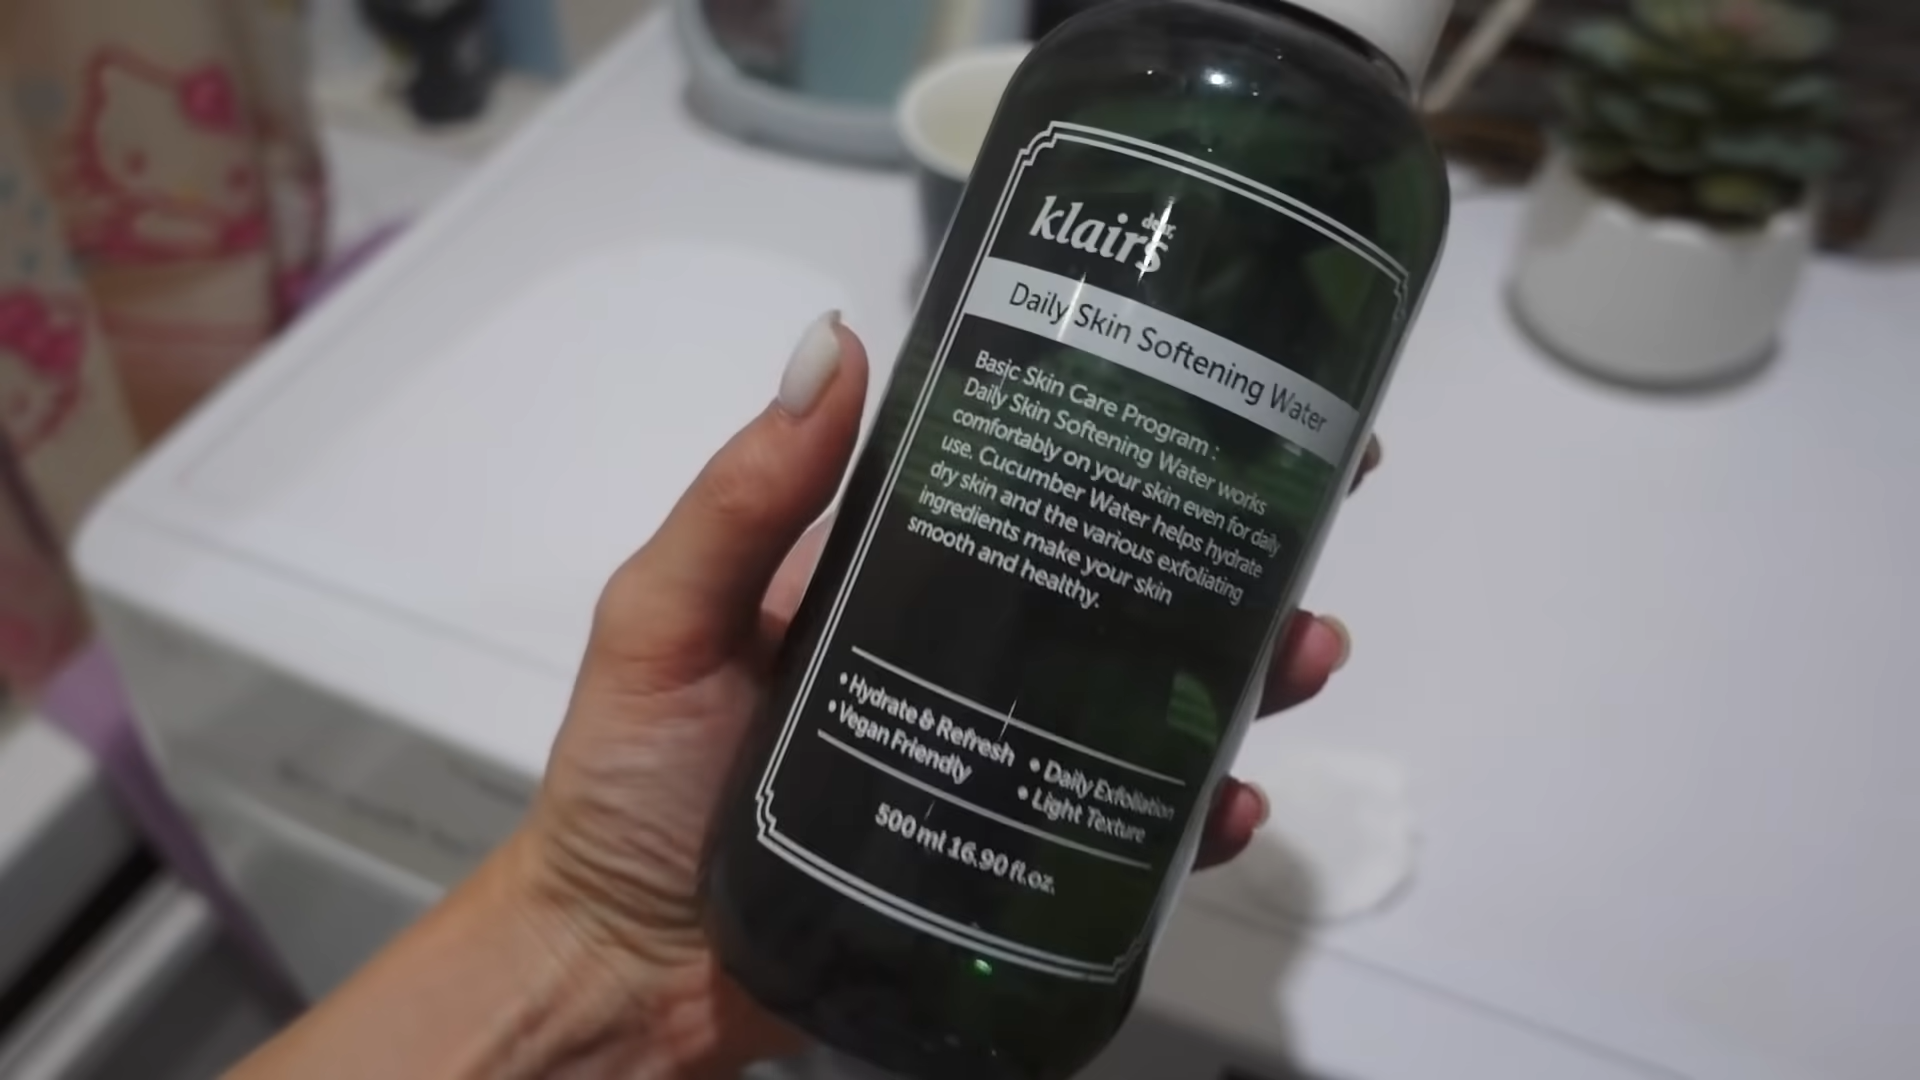 dear,
klairs
Daily Skin Softening Water
Basic Skin Care Program :
Daily Skin Softening Water works
comfortably on your skin even for daily
use. Cucumber Water helps hydrate
dry skin and the various exfoliating
ingredients make your skin
smooth and healthy.
• Hydrate & Refresh • Daily Exfoliation
• Vegan Friendly • Light Texture
500 ml 16.90 fl.oz.